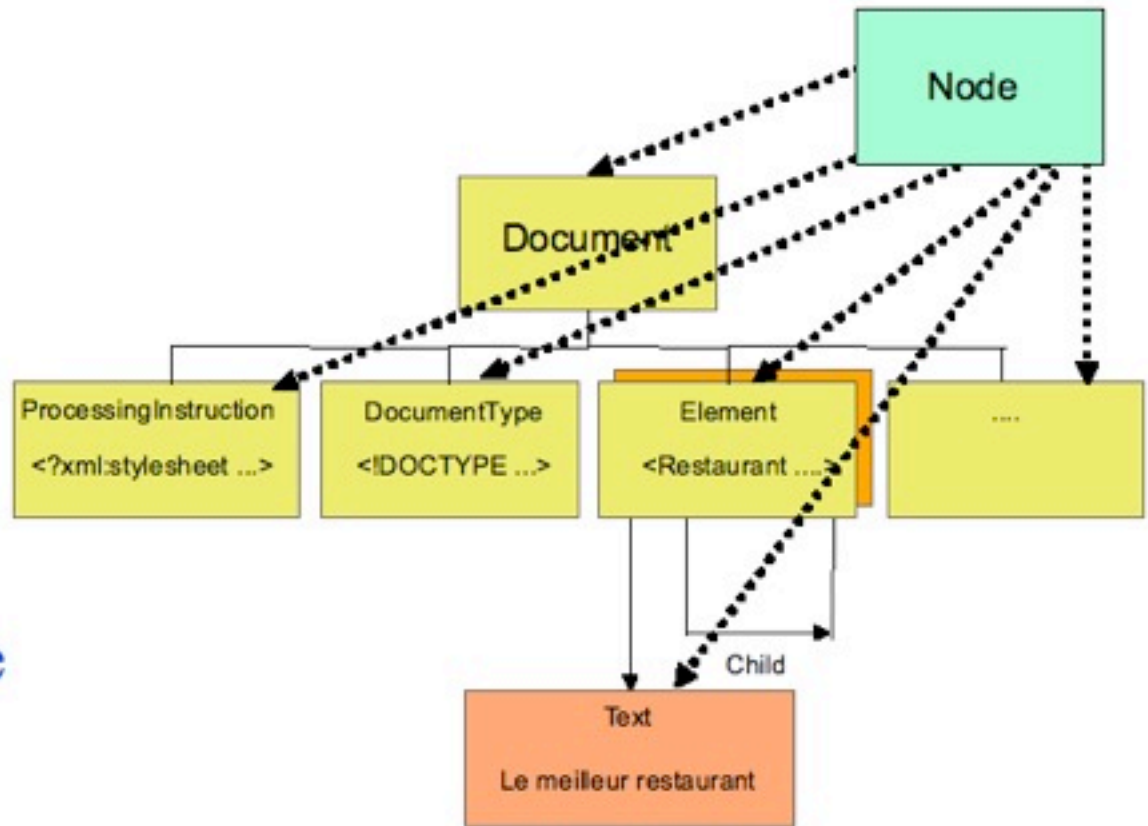 Node
Document
ProcessingInstruction
<?xml:stylesheet ...>
DocumentType
<!DOCTYPE ...>
Element
<Restaurant ....>
....
Child
Text
Le meilleur restaurant